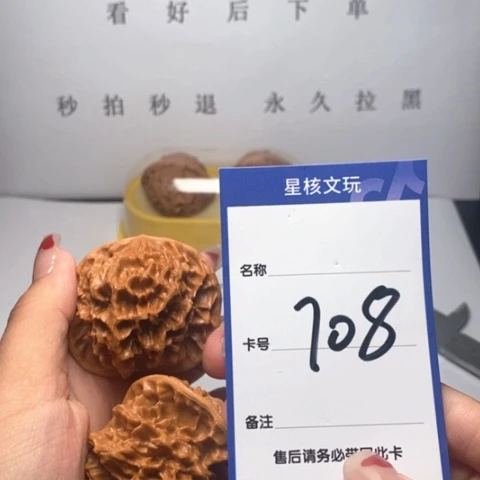 看好后下单
秒拍秒退 永久拉黑
星核文玩
名称
卡号 708
备注
售后请务必带回此卡